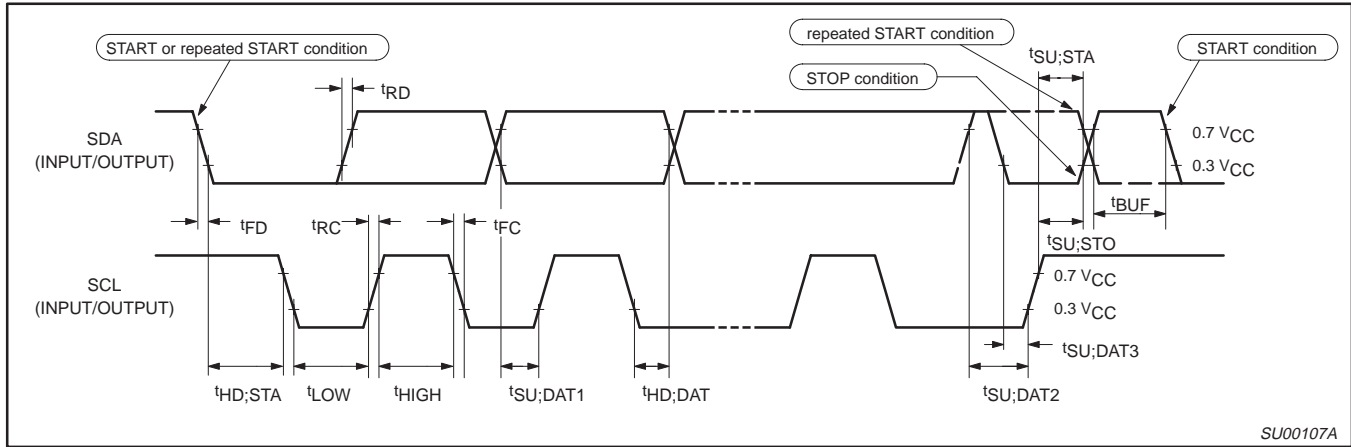 START or repeated START condition
repeated START condition
START condition
tSU;STA
STOP condition
tRD
SDA
(INPUT/OUTPUT)
0.7 VCC
0.3 VCC
tFD
tRC
tFC
tBUF
tSU;STO
SCL
(INPUT/OUTPUT)
0.7 VCC
0.3 VCC
tSU;DAT3
tHD;STA
tLOW
tHIGH
tSU;DAT1
tHD;DAT
tSU;DAT2
SU00107A